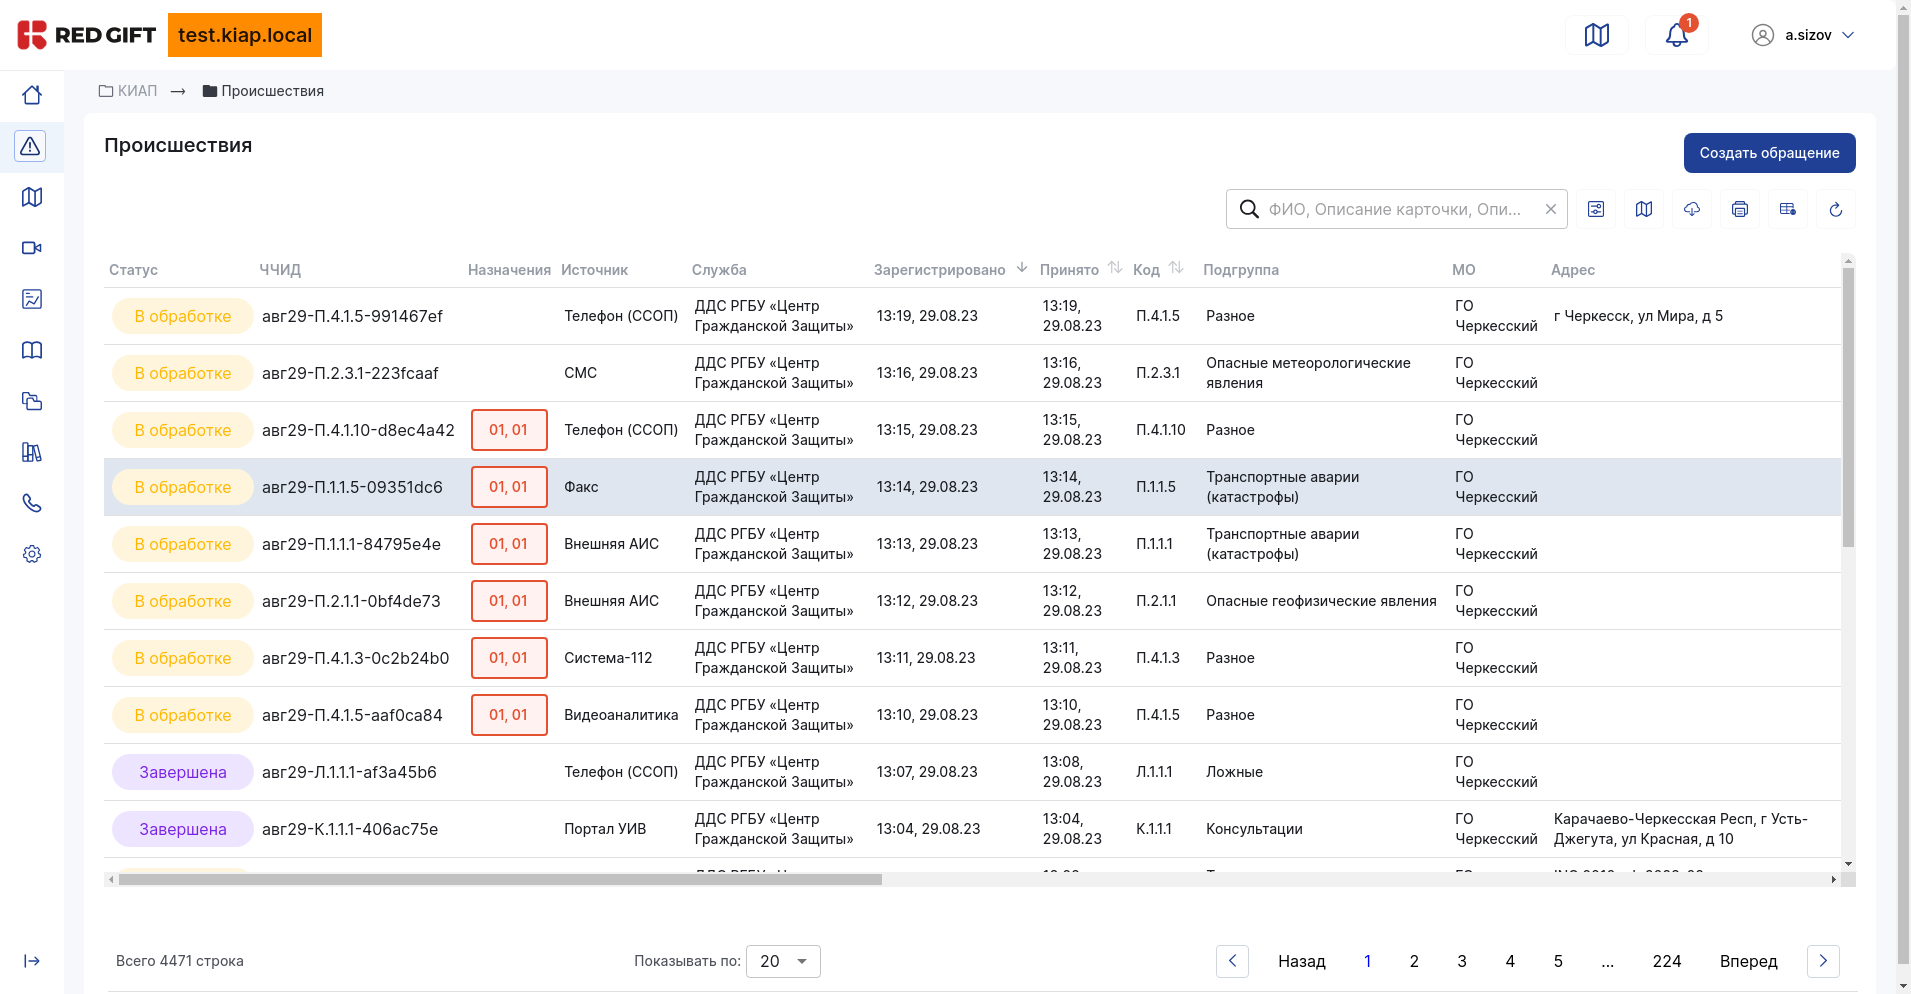 RED GIFT
test.kiap.local
1
a.sizov
КИАП → Происшествия
Происшествия
Создать обращение
ФИО, Описание карточки, Опи...
Статус ЧЧИД Назначения Источник Служба Зарегистрировано Принято Код Подгруппа МО Адрес
В обработке авг29-П.4.1.5-991467ef Телефон (ССОП) ДДС РГБУ «Центр Гражданской Защиты» 13:19, 29.08.23 13:19, 29.08.23 П.4.1.5 Разное ГО Черкесский г Черкесск, ул Мира, д 5
В обработке авг29-П.2.3.1-223fcaaf СМС ДДС РГБУ «Центр Гражданской Защиты» 13:16, 29.08.23 13:16, 29.08.23 П.2.3.1 Опасные метеорологические явления ГО Черкесский
В обработке авг29-П.4.1.10-d8ec4a42 01, 01 Телефон (ССОП) ДДС РГБУ «Центр Гражданской Защиты» 13:15, 29.08.23 13:15, 29.08.23 П.4.1.10 Разное ГО Черкесский
В обработке авг29-П.1.1.5-09351dc6 01, 01 Факс ДДС РГБУ «Центр Гражданской Защиты» 13:14, 29.08.23 13:14, 29.08.23 П.1.1.5 Транспортные аварии (катастрофы) ГО Черкесский
В обработке авг29-П.1.1.1-84795e4e 01, 01 Внешняя АИС ДДС РГБУ «Центр Гражданской Защиты» 13:13, 29.08.23 13:13, 29.08.23 П.1.1.1 Транспортные аварии (катастрофы) ГО Черкесский
В обработке авг29-П.2.1.1-0bf4de73 01, 01 Внешняя АИС ДДС РГБУ «Центр Гражданской Защиты» 13:12, 29.08.23 13:12, 29.08.23 П.2.1.1 Опасные геофизические явления ГО Черкесский
В обработке авг29-П.4.1.3-0c2b24b0 01, 01 Система-112 ДДС РГБУ «Центр Гражданской Защиты» 13:11, 29.08.23 13:11, 29.08.23 П.4.1.3 Разное ГО Черкесский
В обработке авг29-П.4.1.5-aaf0ca84 01, 01 Видеоаналитика ДДС РГБУ «Центр Гражданской Защиты» 13:10, 29.08.23 13:10, 29.08.23 П.4.1.5 Разное ГО Черкесский
Завершена авг29-Л.1.1.1-af3a45b6 Телефон (ССОП) ДДС РГБУ «Центр Гражданской Защиты» 13:07, 29.08.23 13:08, 29.08.23 Л.1.1.1 Ложные ГО Черкесский
Завершена авг29-К.1.1.1-406ac75e Портал УИВ ДДС РГБУ «Центр Гражданской Защиты» 13:04, 29.08.23 13:04, 29.08.23 К.1.1.1 Консультации ГО Черкесский Карачаево-Черкесская Респ, г Усть-Джегута, ул Красная, д 10
Всего 4471 строка Показывать по: 20 Назад 1 2 3 4 5 ... 224 Вперед